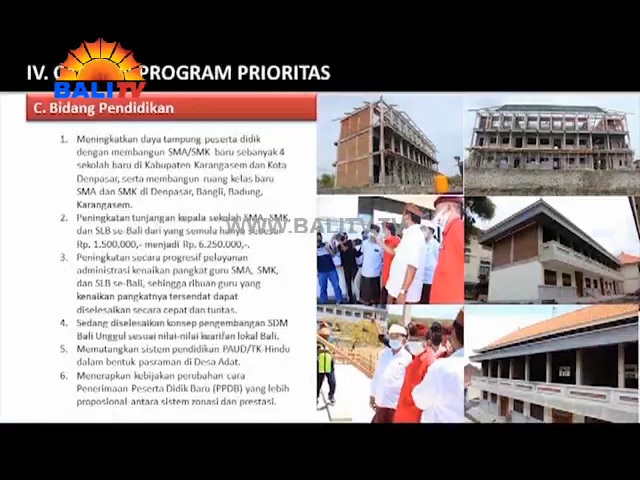 IV. C PROGRAM PRIORITAS
BALI TV
C. Bidang Pendidikan
1. Meningkatkan daya tampung peserta didik
dengan membangun SMA/SMK baru sebanyak 4
sekolah baru di Kabupaten Karangasem dan Kota
Denpasar, serta membangun ruang kelas baru
SMA dan SMK di Denpasar, Bangli, Badung,
Karangasem.
2. Peningkatan tunjangan kepala sekolah SMA, SMK,
dan SLB se-Bali dari yang semula hanya sebesar
Rp. 1.500.000,- menjadi Rp. 6.250.000,-.
3. Peningkatan secara progresif pelayanan
administrasi kenaikan pangkat guru SMA, SMK,
dan SLB se-Bali, sehingga ribuan guru yang
kenaikan pangkatnya tersendat dapat
diselesaikan secara cepat dan tuntas.
4. Sedang diselesaikan konsep pengembangan SDM
Bali Unggul sesuai nilai-nilai kearifan lokal Bali.
5. Mematangkan sistem pendidikan PAUD/TK-Hindu
dalam bentuk pasraman di Desa Adat.
6. Menerapkan kebijakan perubahan cara
Penerimaan Peserta Didik Baru (PPDB) yang lebih
proposional antara sistem zonasi dan prestasi.
WWW.BALITV.TV